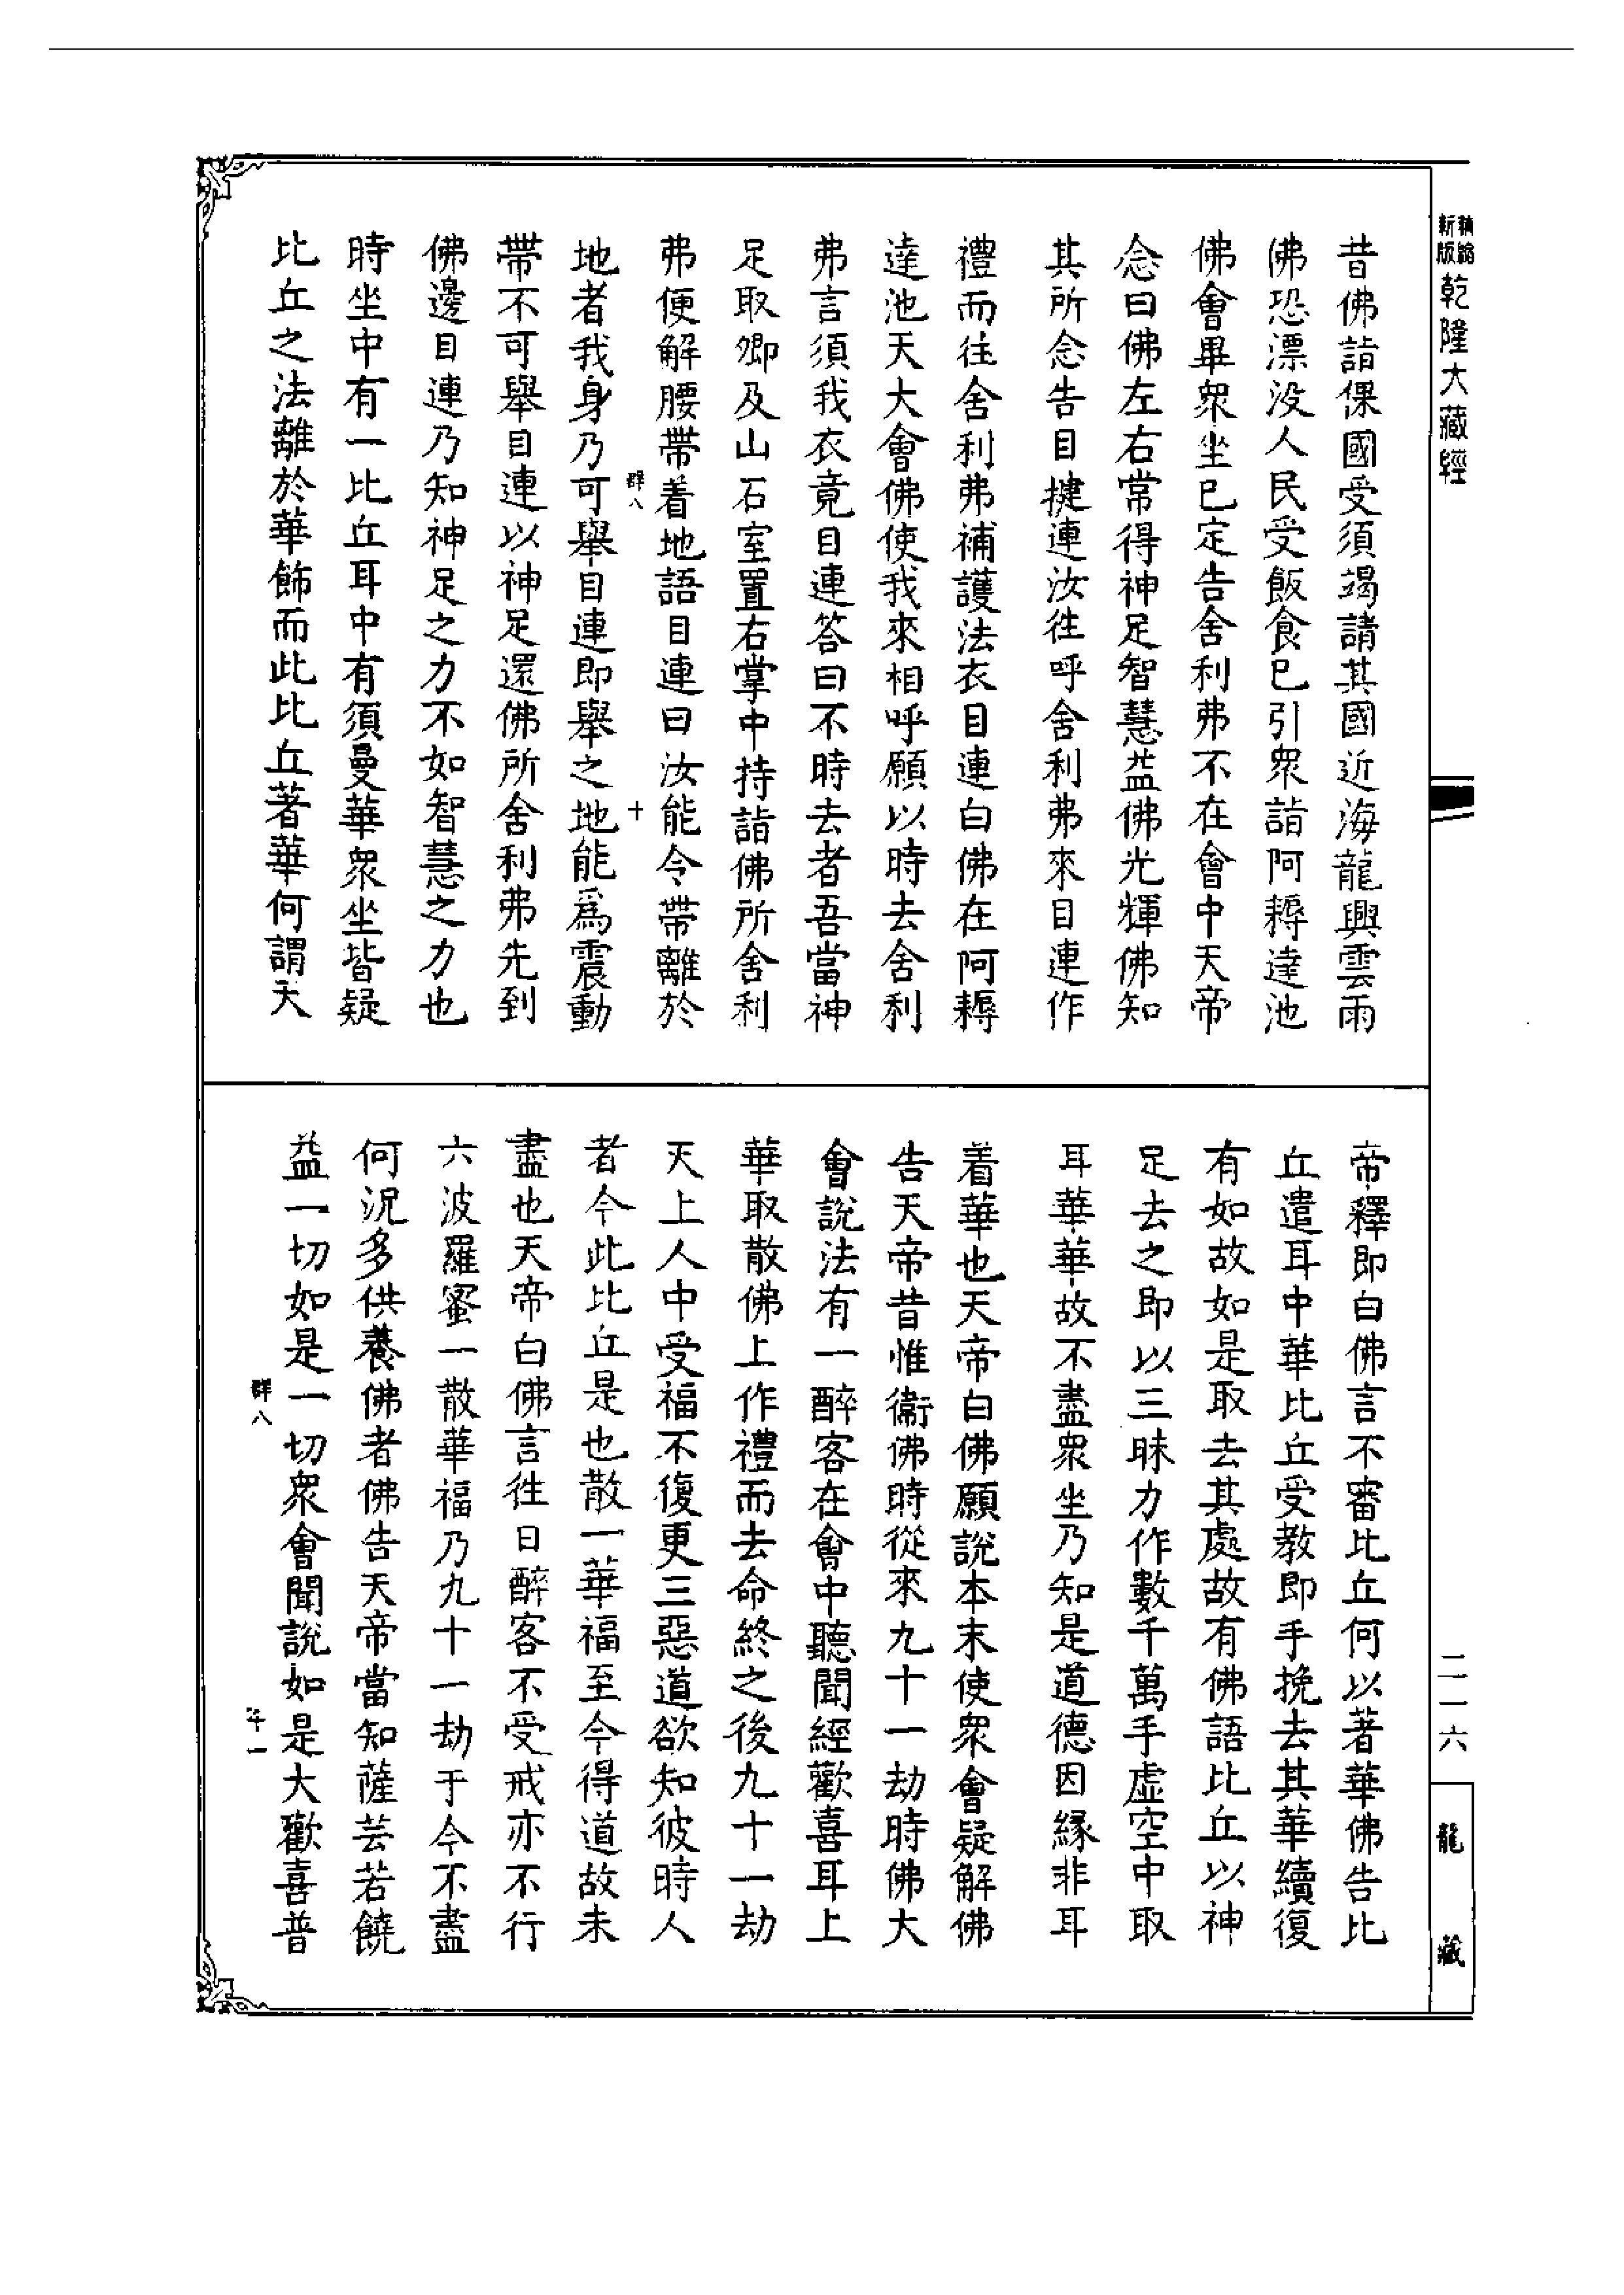 新版精縮
乾隆大藏經
昔佛詣倮國受須竭請其國近海龍興雲雨
佛恐漂没人民受飯食已引衆詣阿耨達池
佛會畢衆坐已定告舍利弗不在會中天帝
念曰佛左右常得神足智慧益佛光輝佛知
其所念告目揵連汝往呼舍利弗來目連作
禮而往舍利弗補護法衣目連白佛在阿耨
達池天大會佛使我來相呼願以時去舍利
弗言須我衣竟目連答曰不時去者吾當神
足取卿及山石室置右掌中持詣佛所舍利
弗便解腰帶着地語目連曰汝能令帶離於
群八
十
地者我身乃可舉目連即舉之地能爲震動
帶不可舉目連以神足還佛所舍利弗先到
佛邊目連乃知神足之力不如智慧之力也
時坐中有一比丘耳中有須曼華衆坐皆疑
比丘之法離於華飾而此比丘著華何謂天
帝釋即白佛言不審比丘何以著華佛告比
丘遣耳中華比丘受教即手挽去其華續復
有如故如是取去其處故有佛語比丘以神
足去之即以三昧力作數千萬手虛空中取
耳華華故不盡衆坐乃知是道德因緣非耳
着華也天帝白佛願說本末使衆會疑解佛
告天帝昔惟衞佛時從來九十一劫時佛大
會說法有一醉客在會中聽聞經歡喜耳上
華取散佛上作禮而去命終之後九十一劫
天上人中受福不復更三惡道欲知彼時人
者今此比丘是也散一華福至今得道故未
盡也天帝白佛言往日醉客不受戒亦不行
六波羅蜜一散華福乃九十一劫于今不盡
何況多供養佛者佛告天帝當知薩芸若饒
益一切如是一切衆會聞說如是大歡喜普
群八
十一
二一六
龍藏